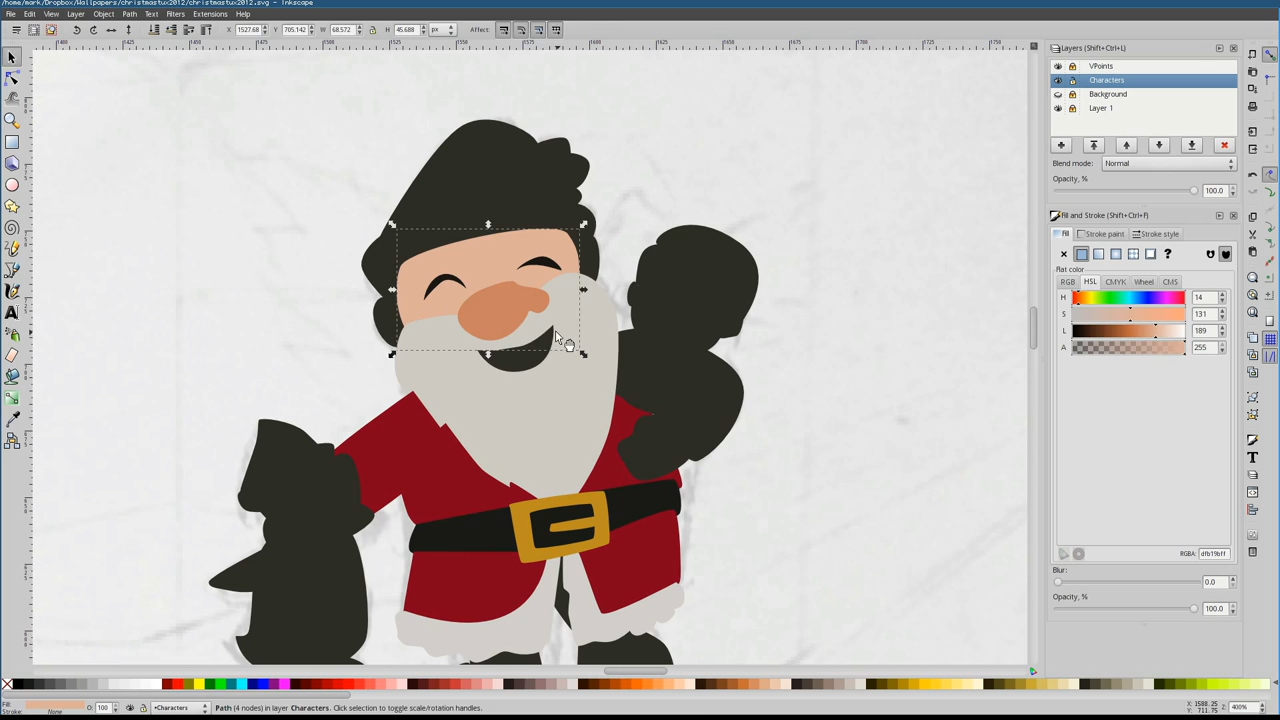 /home/mark/Dropbox/Wallpapers/christmastux2012/christmastux2012.svg - Inkscape
File Edit View Layer Object Path Text Filters Extensions Help
X 1527.68 Y 705.142 W 68.572 H 45.688 px Affect:
Layers (Shift+Ctrl+L)
VPoints
Characters
Background
Layer 1
Blend mode: Normal
Opacity, %
100.0
Fill and Stroke (Shift+Ctrl+F)
Fill Stroke paint Stroke style
Flat color
RGB HSL CMYK Wheel CMS
H 14
S 131
L 189
A 255
RGBA: dfb19bff
Blur:
0.0
Opacity, %
100.0
Fill:
Stroke: None
O: 100
•Characters
Path (4 nodes) in layer Characters. Click selection to toggle scale/rotation handles.
X: 1588.25
Y: 711.75
Z: 400%